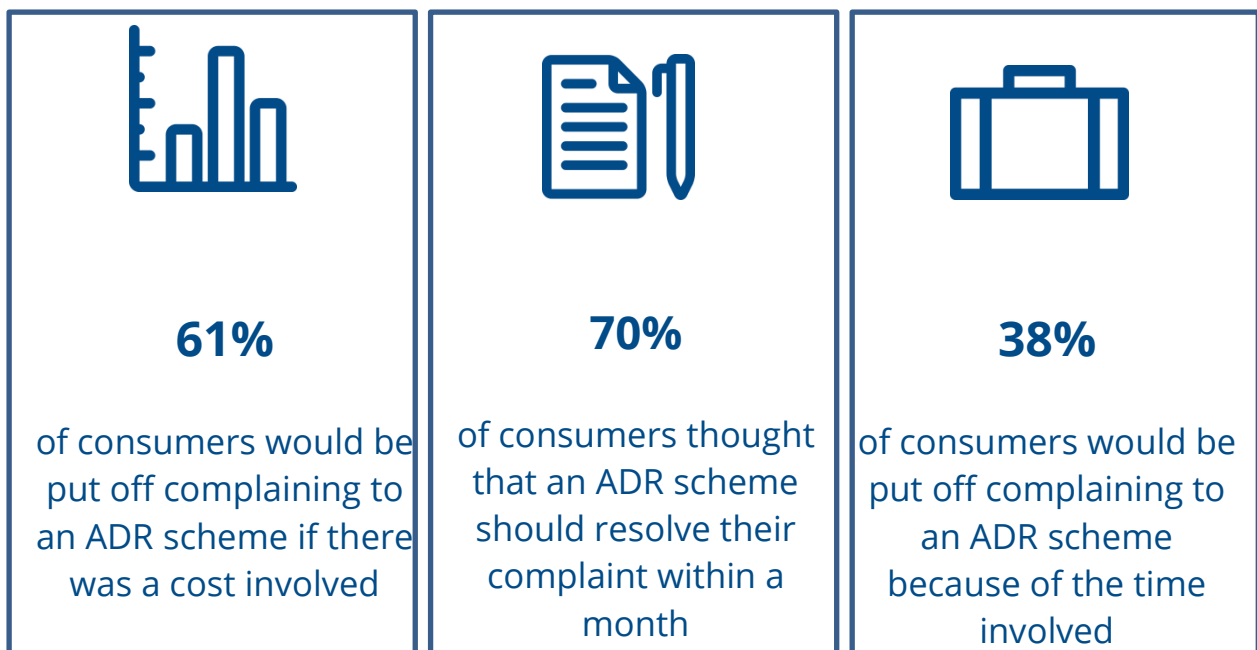 61%
of consumers would be
put off complaining to
an ADR scheme if there
was a cost involved
70%
of consumers thought
that an ADR scheme
should resolve their
complaint within a
month
38%
of consumers would be
put off complaining to
an ADR scheme
because of the time
involved